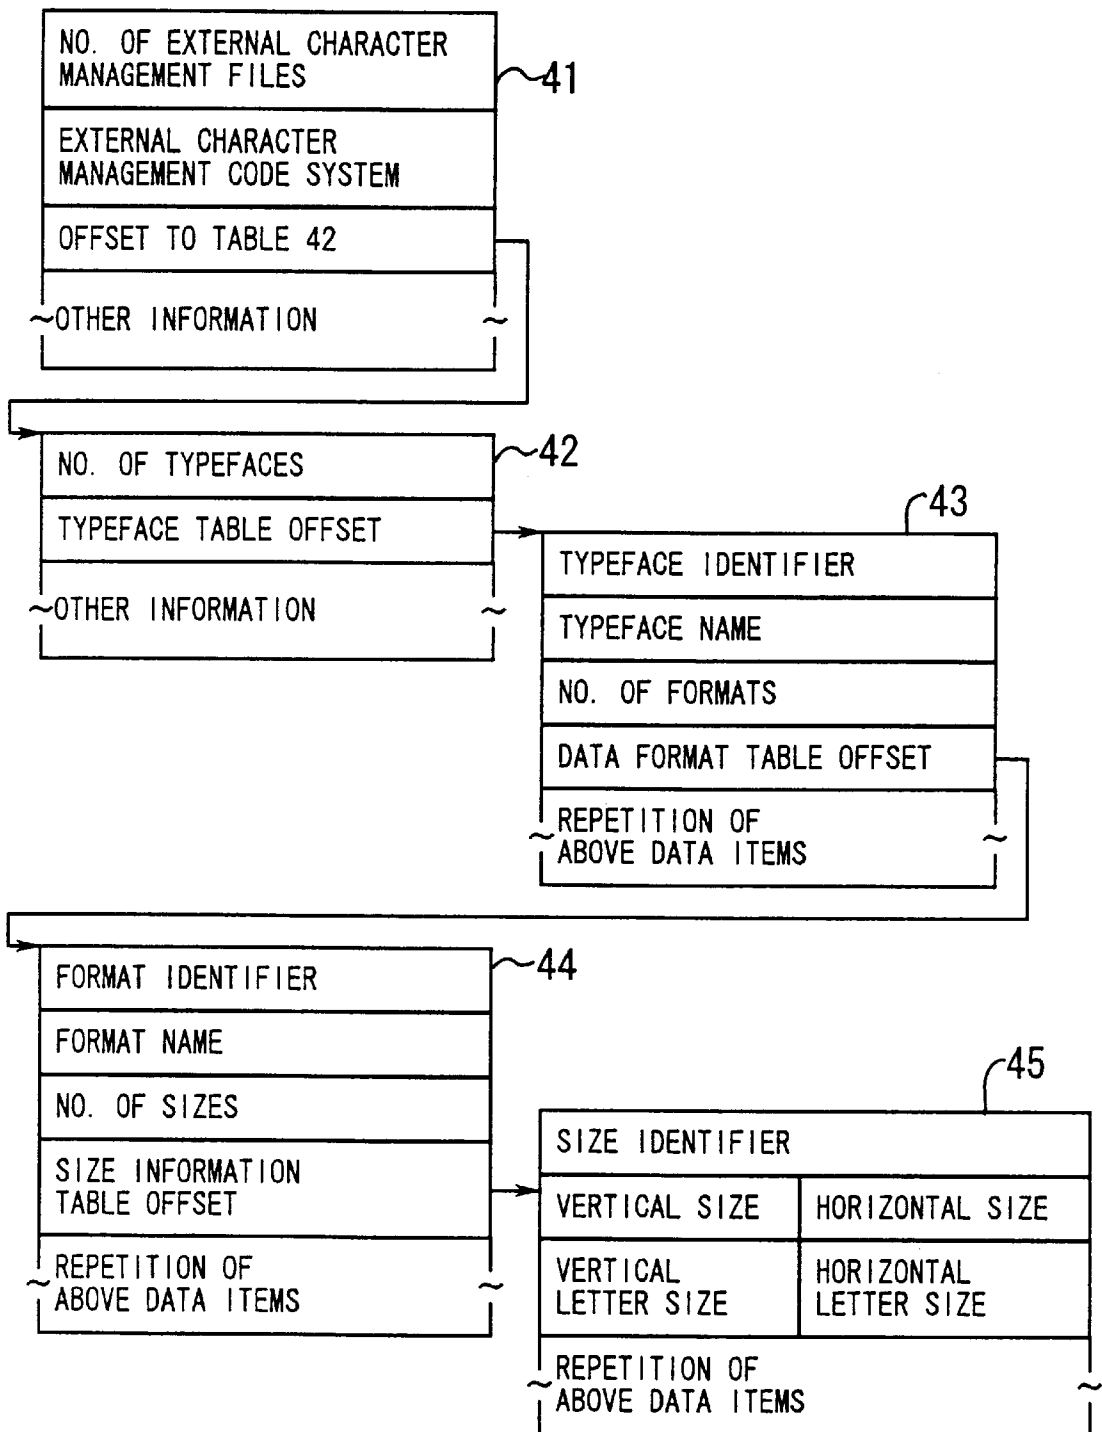 NO. OF EXTERNAL CHARACTER
MANAGEMENT FILES
41
EXTERNAL CHARACTER
MANAGEMENT CODE SYSTEM
OFFSET TO TABLE 42
OTHER INFORMATION
42
NO. OF TYPEFACES
TYPEFACE TABLE OFFSET
OTHER INFORMATION
43
TYPEFACE IDENTIFIER
TYPEFACE NAME
NO. OF FORMATS
DATA FORMAT TABLE OFFSET
REPETITION OF
ABOVE DATA ITEMS
44
FORMAT IDENTIFIER
FORMAT NAME
NO. OF SIZES
SIZE INFORMATION
TABLE OFFSET
REPETITION OF
ABOVE DATA ITEMS
45
SIZE IDENTIFIER
VERTICAL SIZE
HORIZONTAL SIZE
VERTICAL
LETTER SIZE
HORIZONTAL
LETTER SIZE
REPETITION OF
ABOVE DATA ITEMS